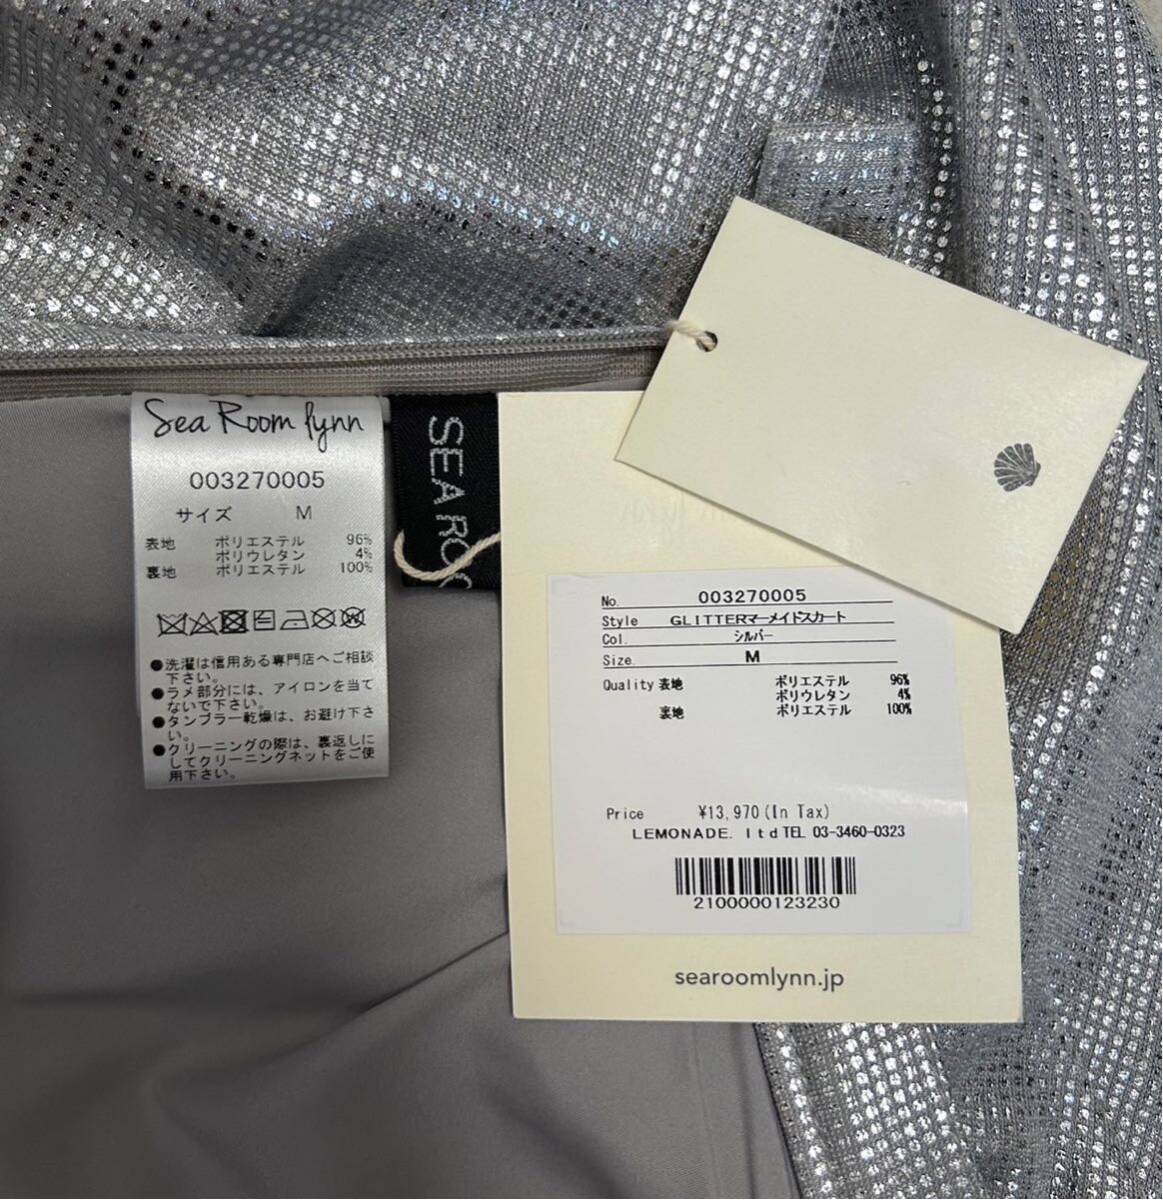 Sea Room lynn
003270005
サイズ M
表地 ポリエステル 96%
ポリウレタン 4%
裏地 ポリエステル 100%
●洗濯は信用ある専門店へご相談
下さい。
●ラメ部分には、アイロンを当て
ないで下さい。
●タンブラー乾燥は、お避け下さ
い。
●クリーニングの際は、裏返しに
してクリーニングネットをご使
用下さい。
SEA ROO
No. 003270005
Style GLITTERマーメイドスカート
Col. シルバー
Size M
Quality 表地 ポリエステル 96%
ポリウレタン 4%
裏地 ポリエステル 100%
Price ¥13,970(In Tax)
LEMONADE. ltd TEL 03-3460-0323
2100000123230
searoomlynn.jp